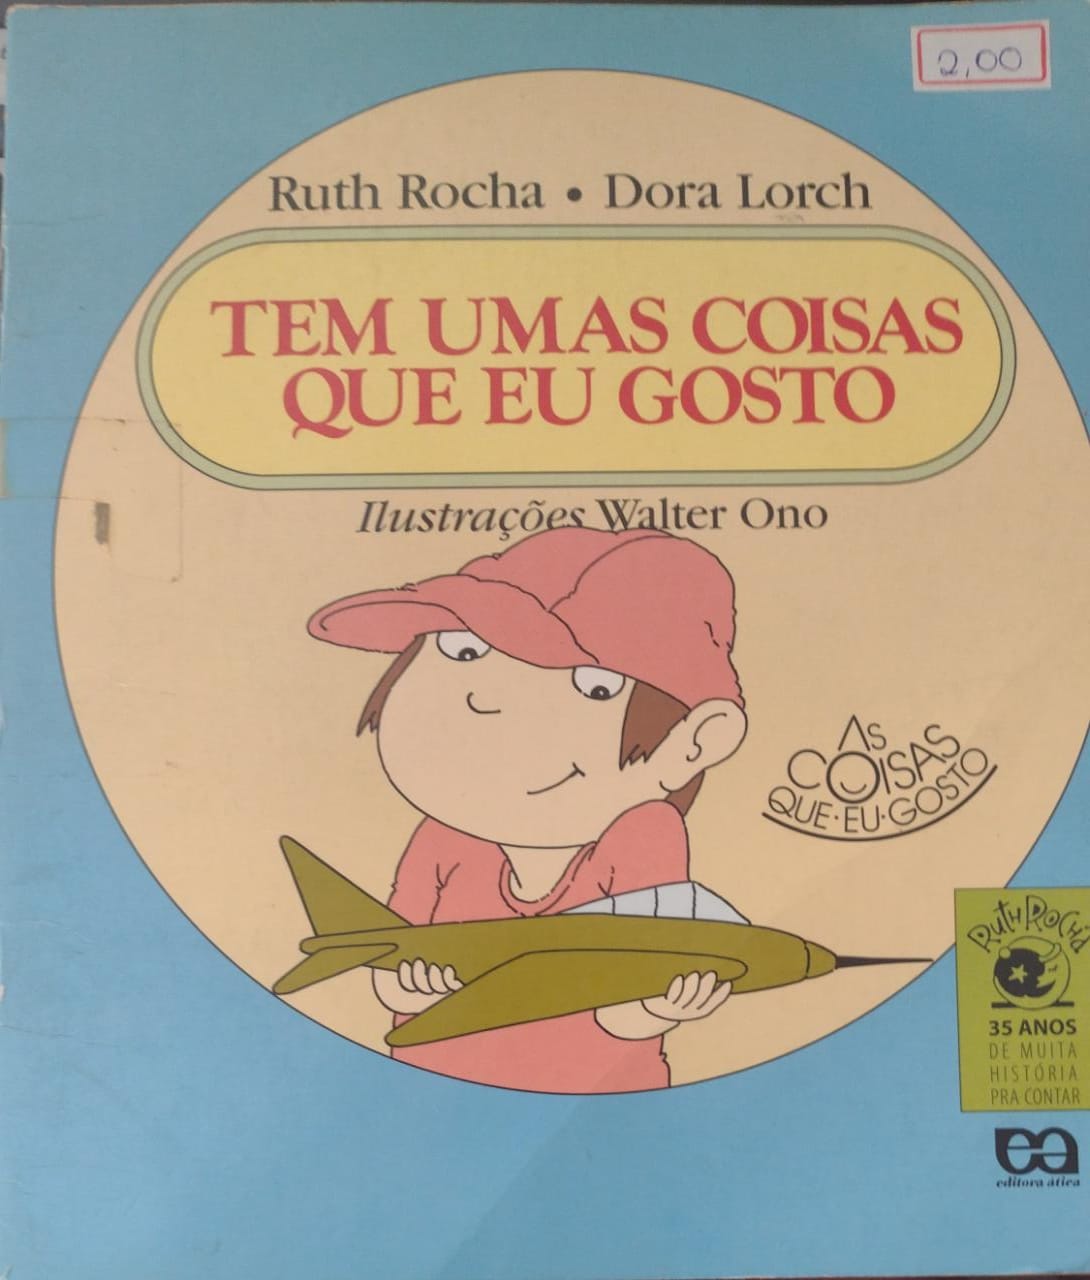 2,00
Ruth Rocha • Dora Lorch
TEM UMAS COISAS
QUE EU GOSTO
Ilustrações Walter Ono
AS
COISAS
QUE·EU·GOSTO
RUTH ROCHA
35 ANOS
DE MUITA
HISTÓRIA
PRA CONTAR
ea
editora ática